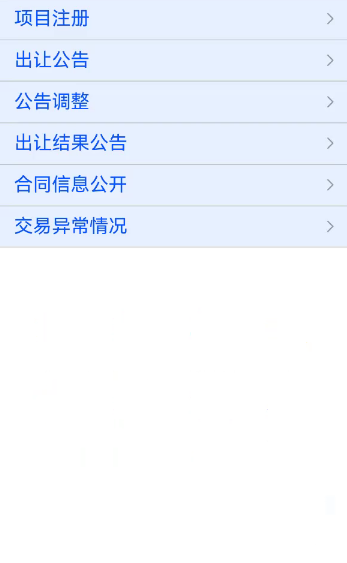 项目注册
出让公告
公告调整
出让结果公告
合同信息公开
交易异常情况